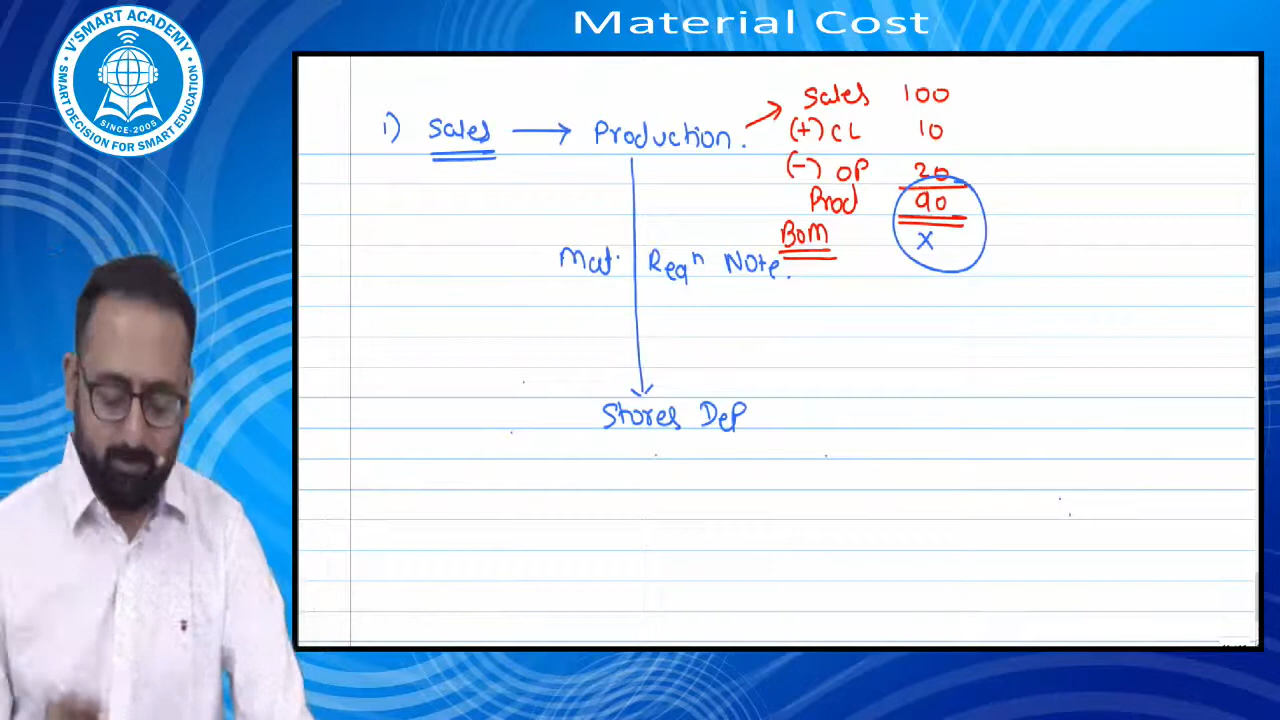 Material Cost
V'SMART ACADEMY
SINCE-2005
SMART DECISION FOR SMART EDUCATION
1) Sales → Production.
Sales 100
(+) CL 10
(-) OP 20
Prod 90
BOM X
Mat. Reqⁿ Note.
Stores Dep